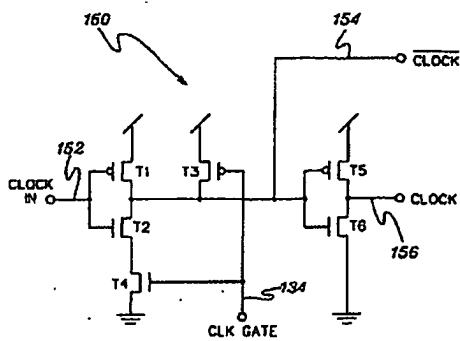 160
154
CLOCK
152
T1
T3
T5
CLOCK
IN
CLOCK
T2
T6
156
T4
134
CLK GATE